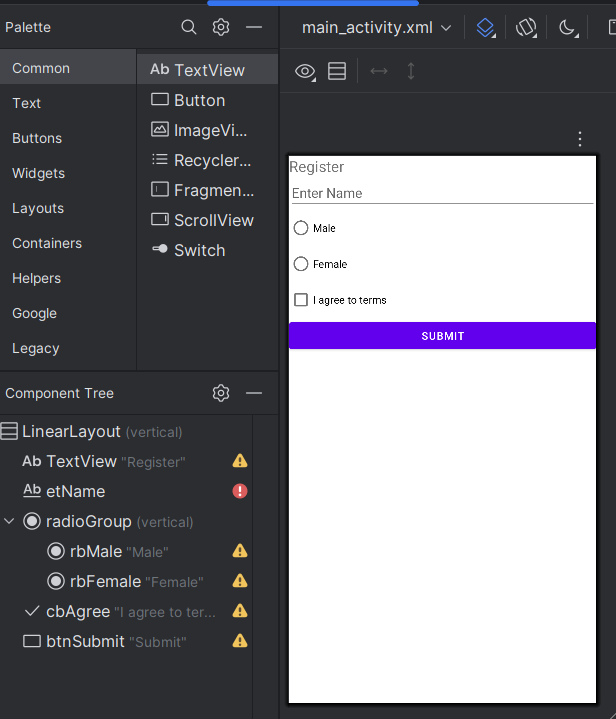 Palette
Common
Text
Buttons
Widgets
Layouts
Containers
Helpers
Google
Legacy
Ab TextView
Button
ImageVi...
Recycler...
Fragmen...
ScrollView
Switch
Component Tree
LinearLayout (vertical)
Ab TextView "Register"
Ab etName
radioGroup (vertical)
rbMale "Male"
rbFemale "Female"
cbAgree "I agree to ter...
btnSubmit "Submit"
main_activity.xml
Register
Enter Name
Male
Female
I agree to terms
SUBMIT